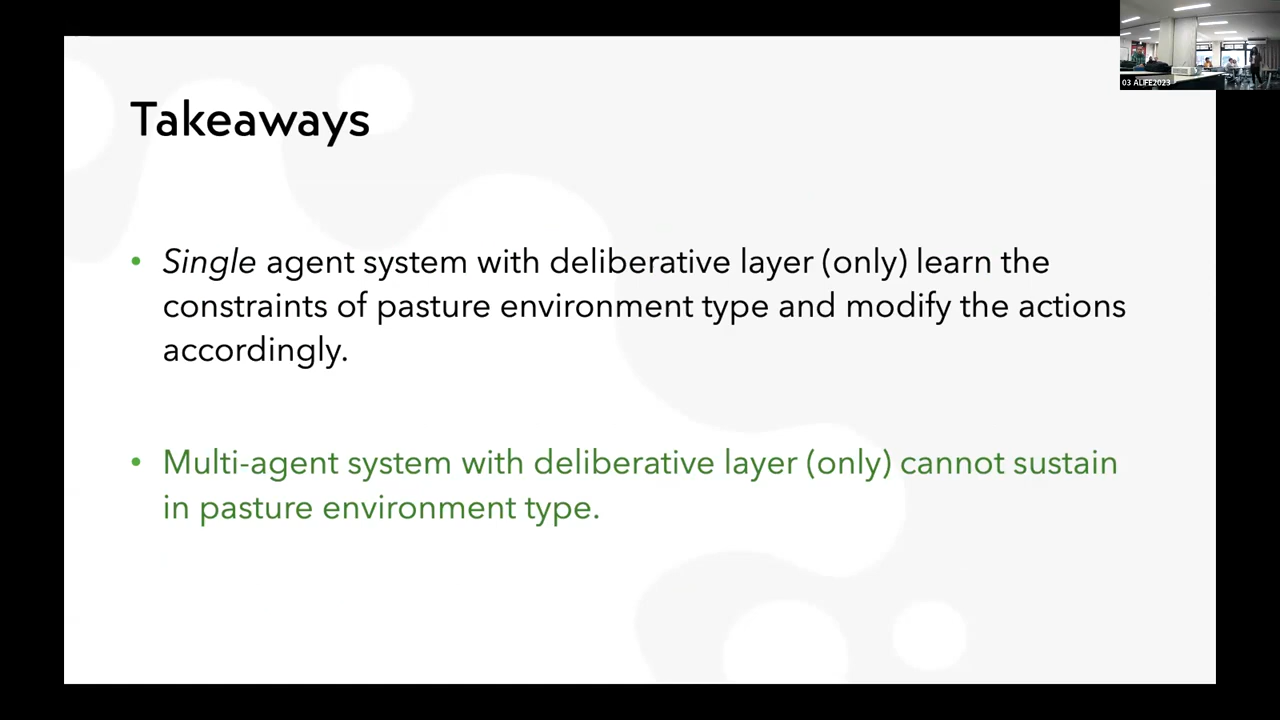 03 ALIFE2023
Takeaways
• Single agent system with deliberative layer (only) learn the
constraints of pasture environment type and modify the actions
accordingly.
• Multi-agent system with deliberative layer (only) cannot sustain
in pasture environment type.